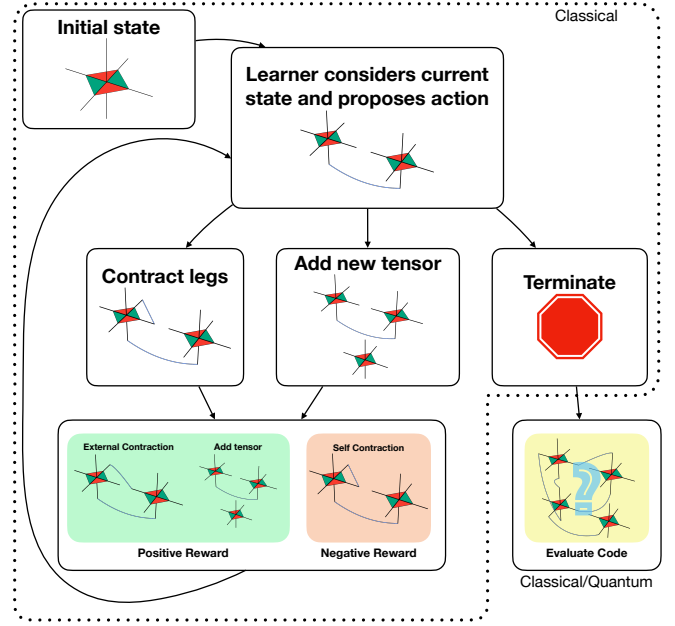 Classical
Initial state
Learner considers current
state and proposes action
Contract legs
Add new tensor
Terminate
External Contraction
Add tensor
Self Contraction
?
Positive Reward
Negative Reward
Evaluate Code
Classical/Quantum